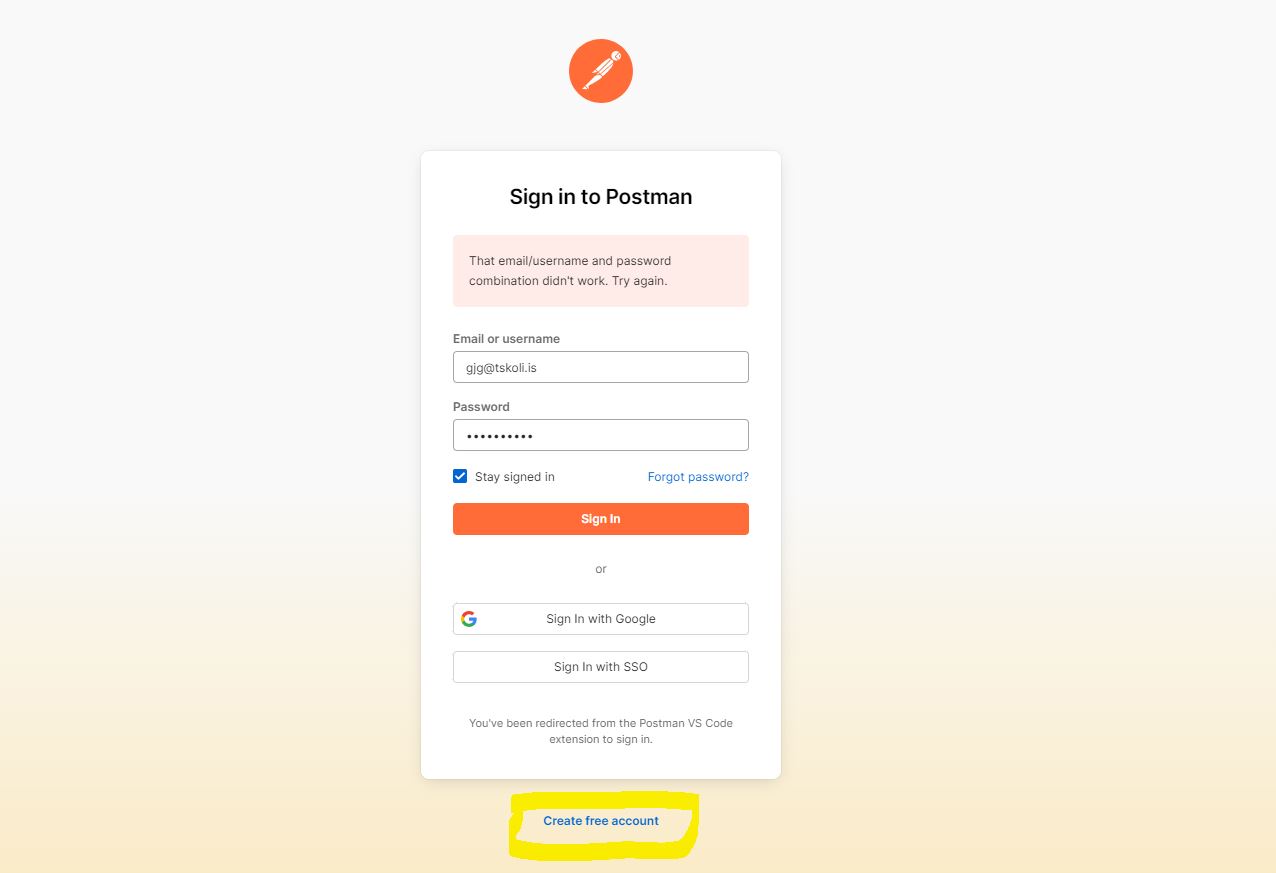 Sign in to Postman
That email/username and password
combination didn't work. Try again.
Email or username
gjg@tskoli.is
Password
••••••••••
Stay signed in
Forgot password?
Sign In
or
Sign In with Google
Sign In with SSO
You've been redirected from the Postman VS Code
extension to sign in.
Create free account